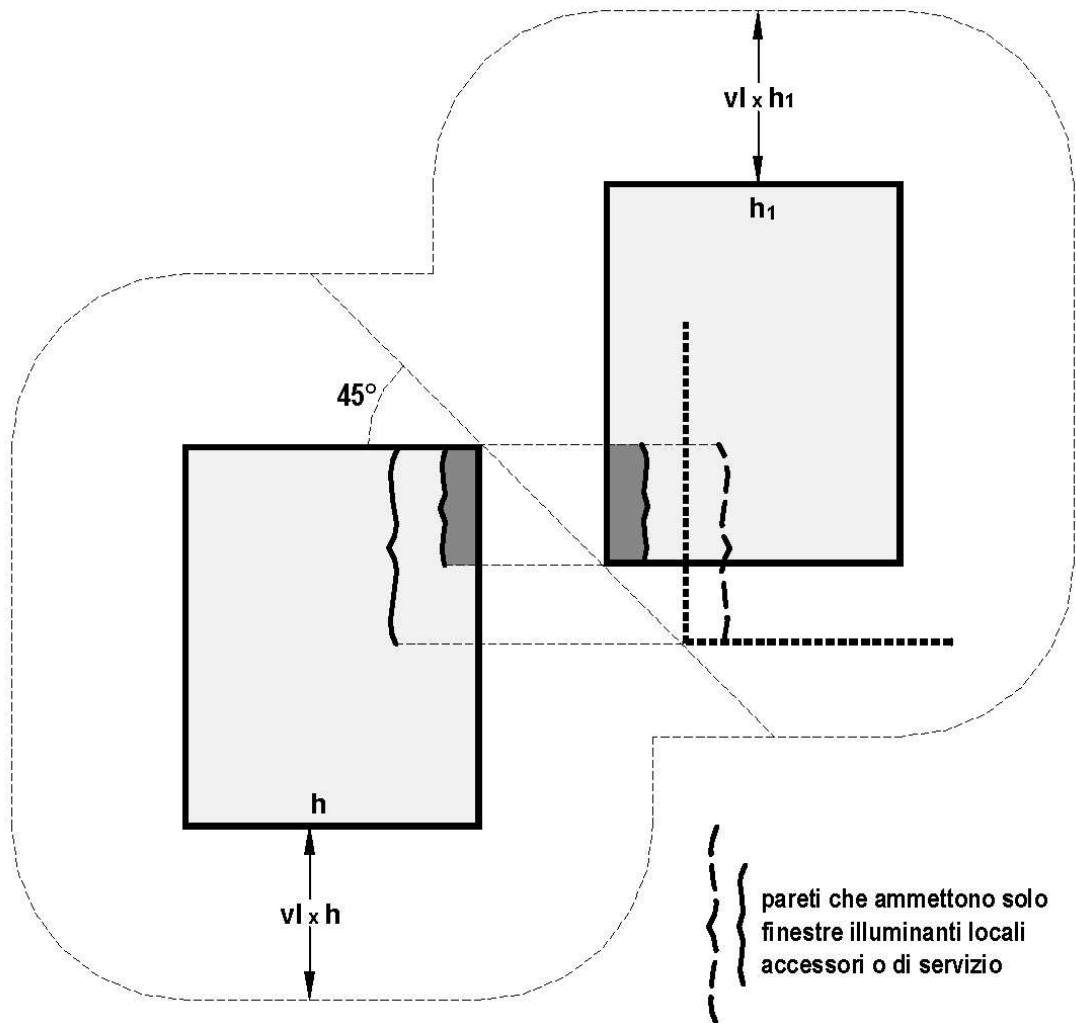 vl x h₁
h₁
45°
h
vl x h
pareti che ammettono solo
finestre illuminanti locali
accessori o di servizio